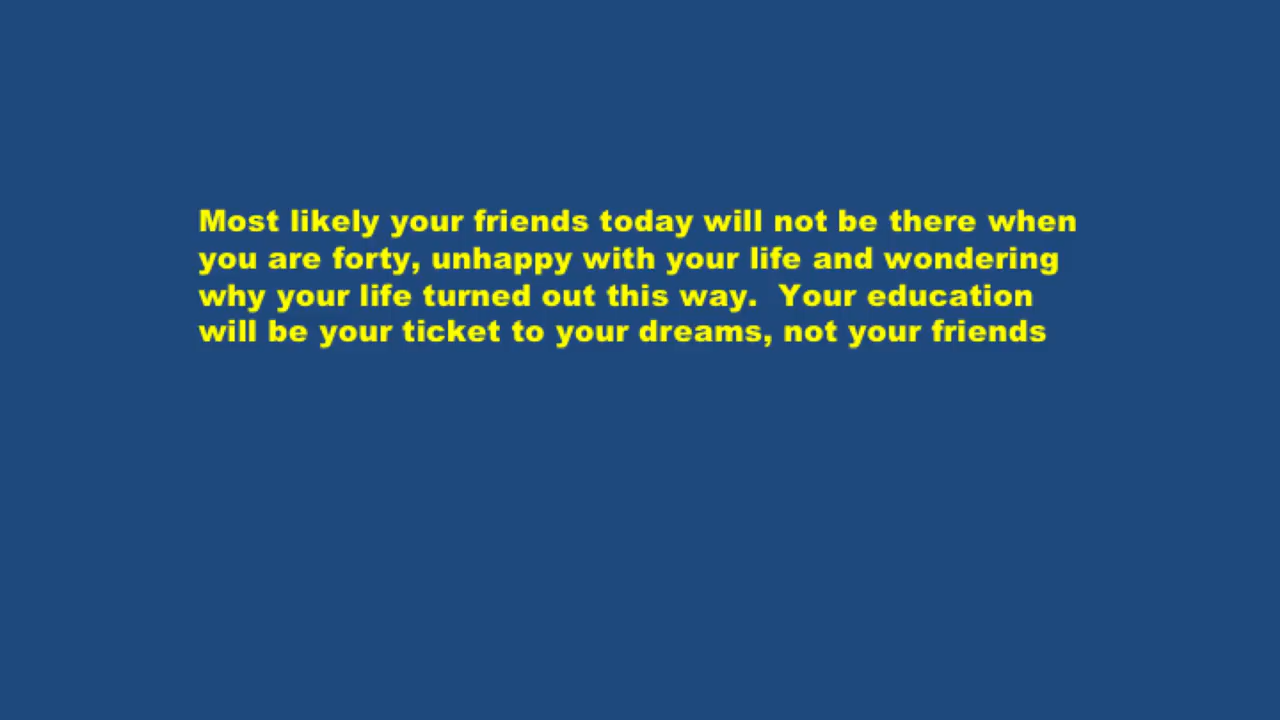 Most likely your friends today will not be there when
you are forty, unhappy with your life and wondering
why your life turned out this way.  Your education
will be your ticket to your dreams, not your friends